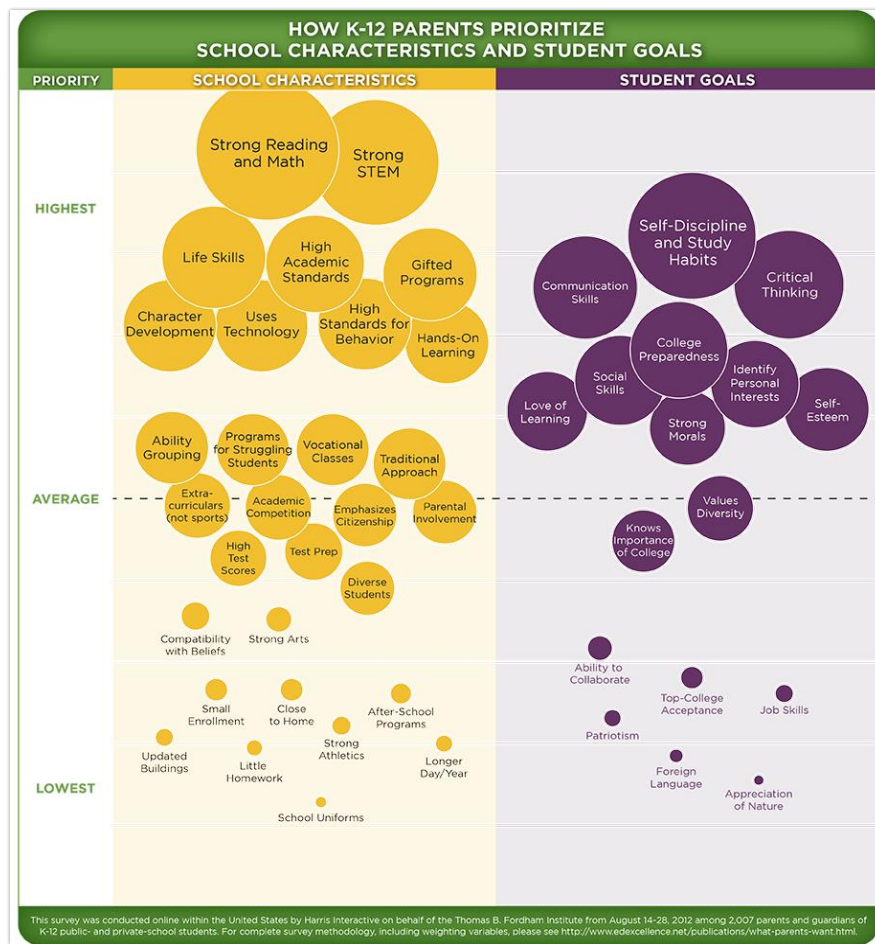 HOW K-12 PARENTS PRIORITIZE
SCHOOL CHARACTERISTICS AND STUDENT GOALS
PRIORITY
SCHOOL CHARACTERISTICS
STUDENT GOALS
HIGHEST
Strong Reading
and Math
Strong
STEM
Life Skills
High
Academic
Standards
Gifted
Programs
Character
Development
Uses
Technology
High
Standards for
Behavior
Hands-On
Learning
Self-Discipline
and Study
Habits
Communication
Skills
Critical
Thinking
College
Preparedness
Social
Skills
Identify
Personal
Interests
Love of
Learning
Strong
Morals
Self-
Esteem
AVERAGE
Ability
Grouping
Programs
for Struggling
Students
Vocational
Classes
Traditional
Approach
Extra-
curriculars
(not sports)
Academic
Competition
Emphasizes
Citizenship
Parental
Involvement
High
Test
Scores
Test Prep
Diverse
Students
Values
Diversity
Knows
Importance
of College
Compatibility
with Beliefs
Strong Arts
Ability to
Collaborate
Small
Enrollment
Close
to Home
After-School
Programs
Top-College
Acceptance
Job Skills
Patriotism
LOWEST
Updated
Buildings
Little
Homework
Strong
Athletics
Longer
Day/Year
School Uniforms
Foreign
Language
Appreciation
of Nature
This survey was conducted online within the United States by Harris Interactive on behalf of the Thomas B. Fordham Institute from August 14-28, 2012 among 2,007 parents and guardians of
K-12 public- and private-school students. For complete survey methodology, including weighting variables, please see http://www.edexcellence.net/publications/what-parents-want.html.